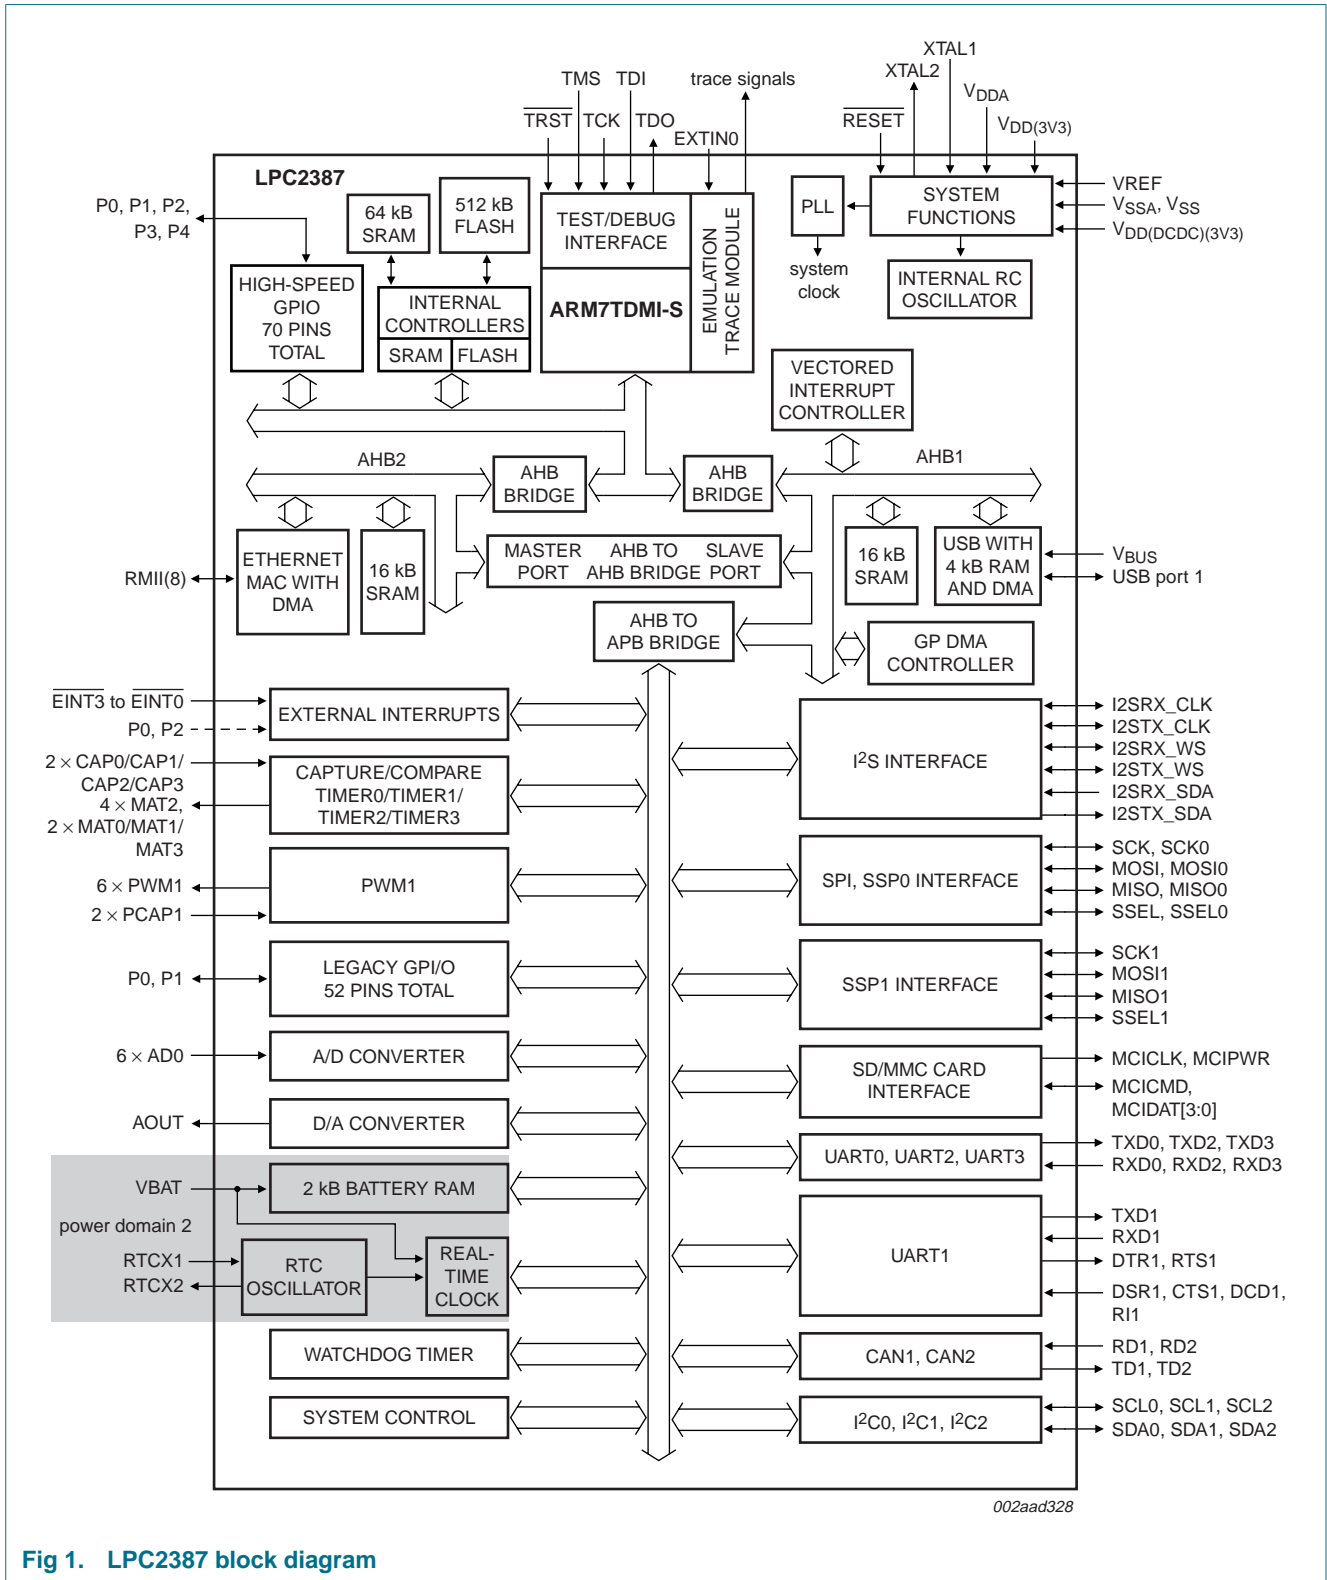 XTAL1
XTAL2
TMS TDI
trace signals
VDDA
TRST TCK TDO
EXTIN0
RESET
VDD(3V3)
LPC2387
P0, P1, P2,
P3, P4
64 kB
SRAM
512 kB
FLASH
TEST/DEBUG
INTERFACE
EMULATION
TRACE MODULE
PLL
SYSTEM
FUNCTIONS
VREF
VSSA, VSS
VDD(DCDC)(3V3)
system
clock
HIGH-SPEED
GPIO
70 PINS
TOTAL
INTERNAL
CONTROLLERS
SRAM FLASH
ARM7TDMI-S
INTERNAL RC
OSCILLATOR
VECTORED
INTERRUPT
CONTROLLER
AHB2
AHB
BRIDGE
AHB
BRIDGE
AHB1
ETHERNET
MAC WITH
DMA
RMII(8)
16 kB
SRAM
MASTER
PORT
AHB TO
AHB BRIDGE
SLAVE
PORT
16 kB
SRAM
USB WITH
4 kB RAM
AND DMA
VBUS
USB port 1
AHB TO
APB BRIDGE
GP DMA
CONTROLLER
EINT3 to EINT0
P0, P2
EXTERNAL INTERRUPTS
2 × CAP0/CAP1/
CAP2/CAP3
4 × MAT2,
2 × MAT0/MAT1/
MAT3
CAPTURE/COMPARE
TIMER0/TIMER1/
TIMER2/TIMER3
I2S INTERFACE
I2SRX_CLK
I2STX_CLK
I2SRX_WS
I2STX_WS
I2SRX_SDA
I2STX_SDA
6 × PWM1
2 × PCAP1
PWM1
SPI, SSP0 INTERFACE
SCK, SCK0
MOSI, MOSI0
MISO, MISO0
SSEL, SSEL0
P0, P1
LEGACY GPI/O
52 PINS TOTAL
SSP1 INTERFACE
SCK1
MOSI1
MISO1
SSEL1
6 × AD0
A/D CONVERTER
SD/MMC CARD
INTERFACE
MCICLK, MCIPWR
MCICMD,
MCIDAT[3:0]
AOUT
D/A CONVERTER
UART0, UART2, UART3
TXD0, TXD2, TXD3
RXD0, RXD2, RXD3
VBAT
2 kB BATTERY RAM
power domain 2
RTCX1
RTCX2
RTC
OSCILLATOR
REAL-
TIME
CLOCK
UART1
TXD1
RXD1
DTR1, RTS1
DSR1, CTS1, DCD1,
RI1
WATCHDOG TIMER
CAN1, CAN2
RD1, RD2
TD1, TD2
SYSTEM CONTROL
I2C0, I2C1, I2C2
SCL0, SCL1, SCL2
SDA0, SDA1, SDA2
002aad328
Fig 1. LPC2387 block diagram